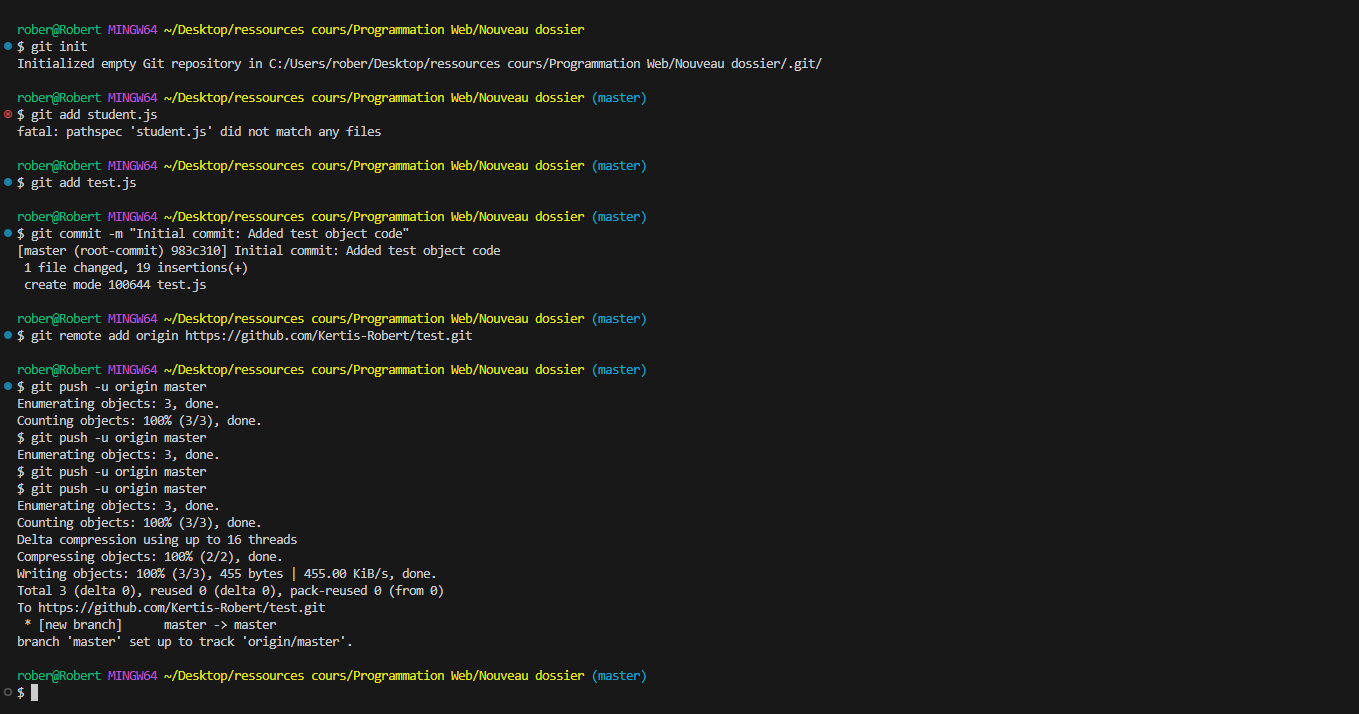 rober@Robert MINGW64 ~/Desktop/ressources cours/Programmation Web/Nouveau dossier
$ git init
Initialized empty Git repository in C:/Users/rober/Desktop/ressources cours/Programmation Web/Nouveau dossier/.git/
rober@Robert MINGW64 ~/Desktop/ressources cours/Programmation Web/Nouveau dossier (master)
$ git add student.js
fatal: pathspec 'student.js' did not match any files
rober@Robert MINGW64 ~/Desktop/ressources cours/Programmation Web/Nouveau dossier (master)
$ git add test.js
rober@Robert MINGW64 ~/Desktop/ressources cours/Programmation Web/Nouveau dossier (master)
$ git commit -m "Initial commit: Added test object code"
[master (root-commit) 983c310] Initial commit: Added test object code
 1 file changed, 19 insertions(+)
 create mode 100644 test.js
rober@Robert MINGW64 ~/Desktop/ressources cours/Programmation Web/Nouveau dossier (master)
$ git remote add origin https://github.com/Kertis-Robert/test.git
rober@Robert MINGW64 ~/Desktop/ressources cours/Programmation Web/Nouveau dossier (master)
$ git push -u origin master
Enumerating objects: 3, done.
Counting objects: 100% (3/3), done.
$ git push -u origin master
Enumerating objects: 3, done.
$ git push -u origin master
$ git push -u origin master
Enumerating objects: 3, done.
Counting objects: 100% (3/3), done.
Delta compression using up to 16 threads
Compressing objects: 100% (2/2), done.
Writing objects: 100% (3/3), 455 bytes | 455.00 KiB/s, done.
Total 3 (delta 0), reused 0 (delta 0), pack-reused 0 (from 0)
To https://github.com/Kertis-Robert/test.git
 * [new branch]      master -> master
branch 'master' set up to track 'origin/master'.
rober@Robert MINGW64 ~/Desktop/ressources cours/Programmation Web/Nouveau dossier (master)
$